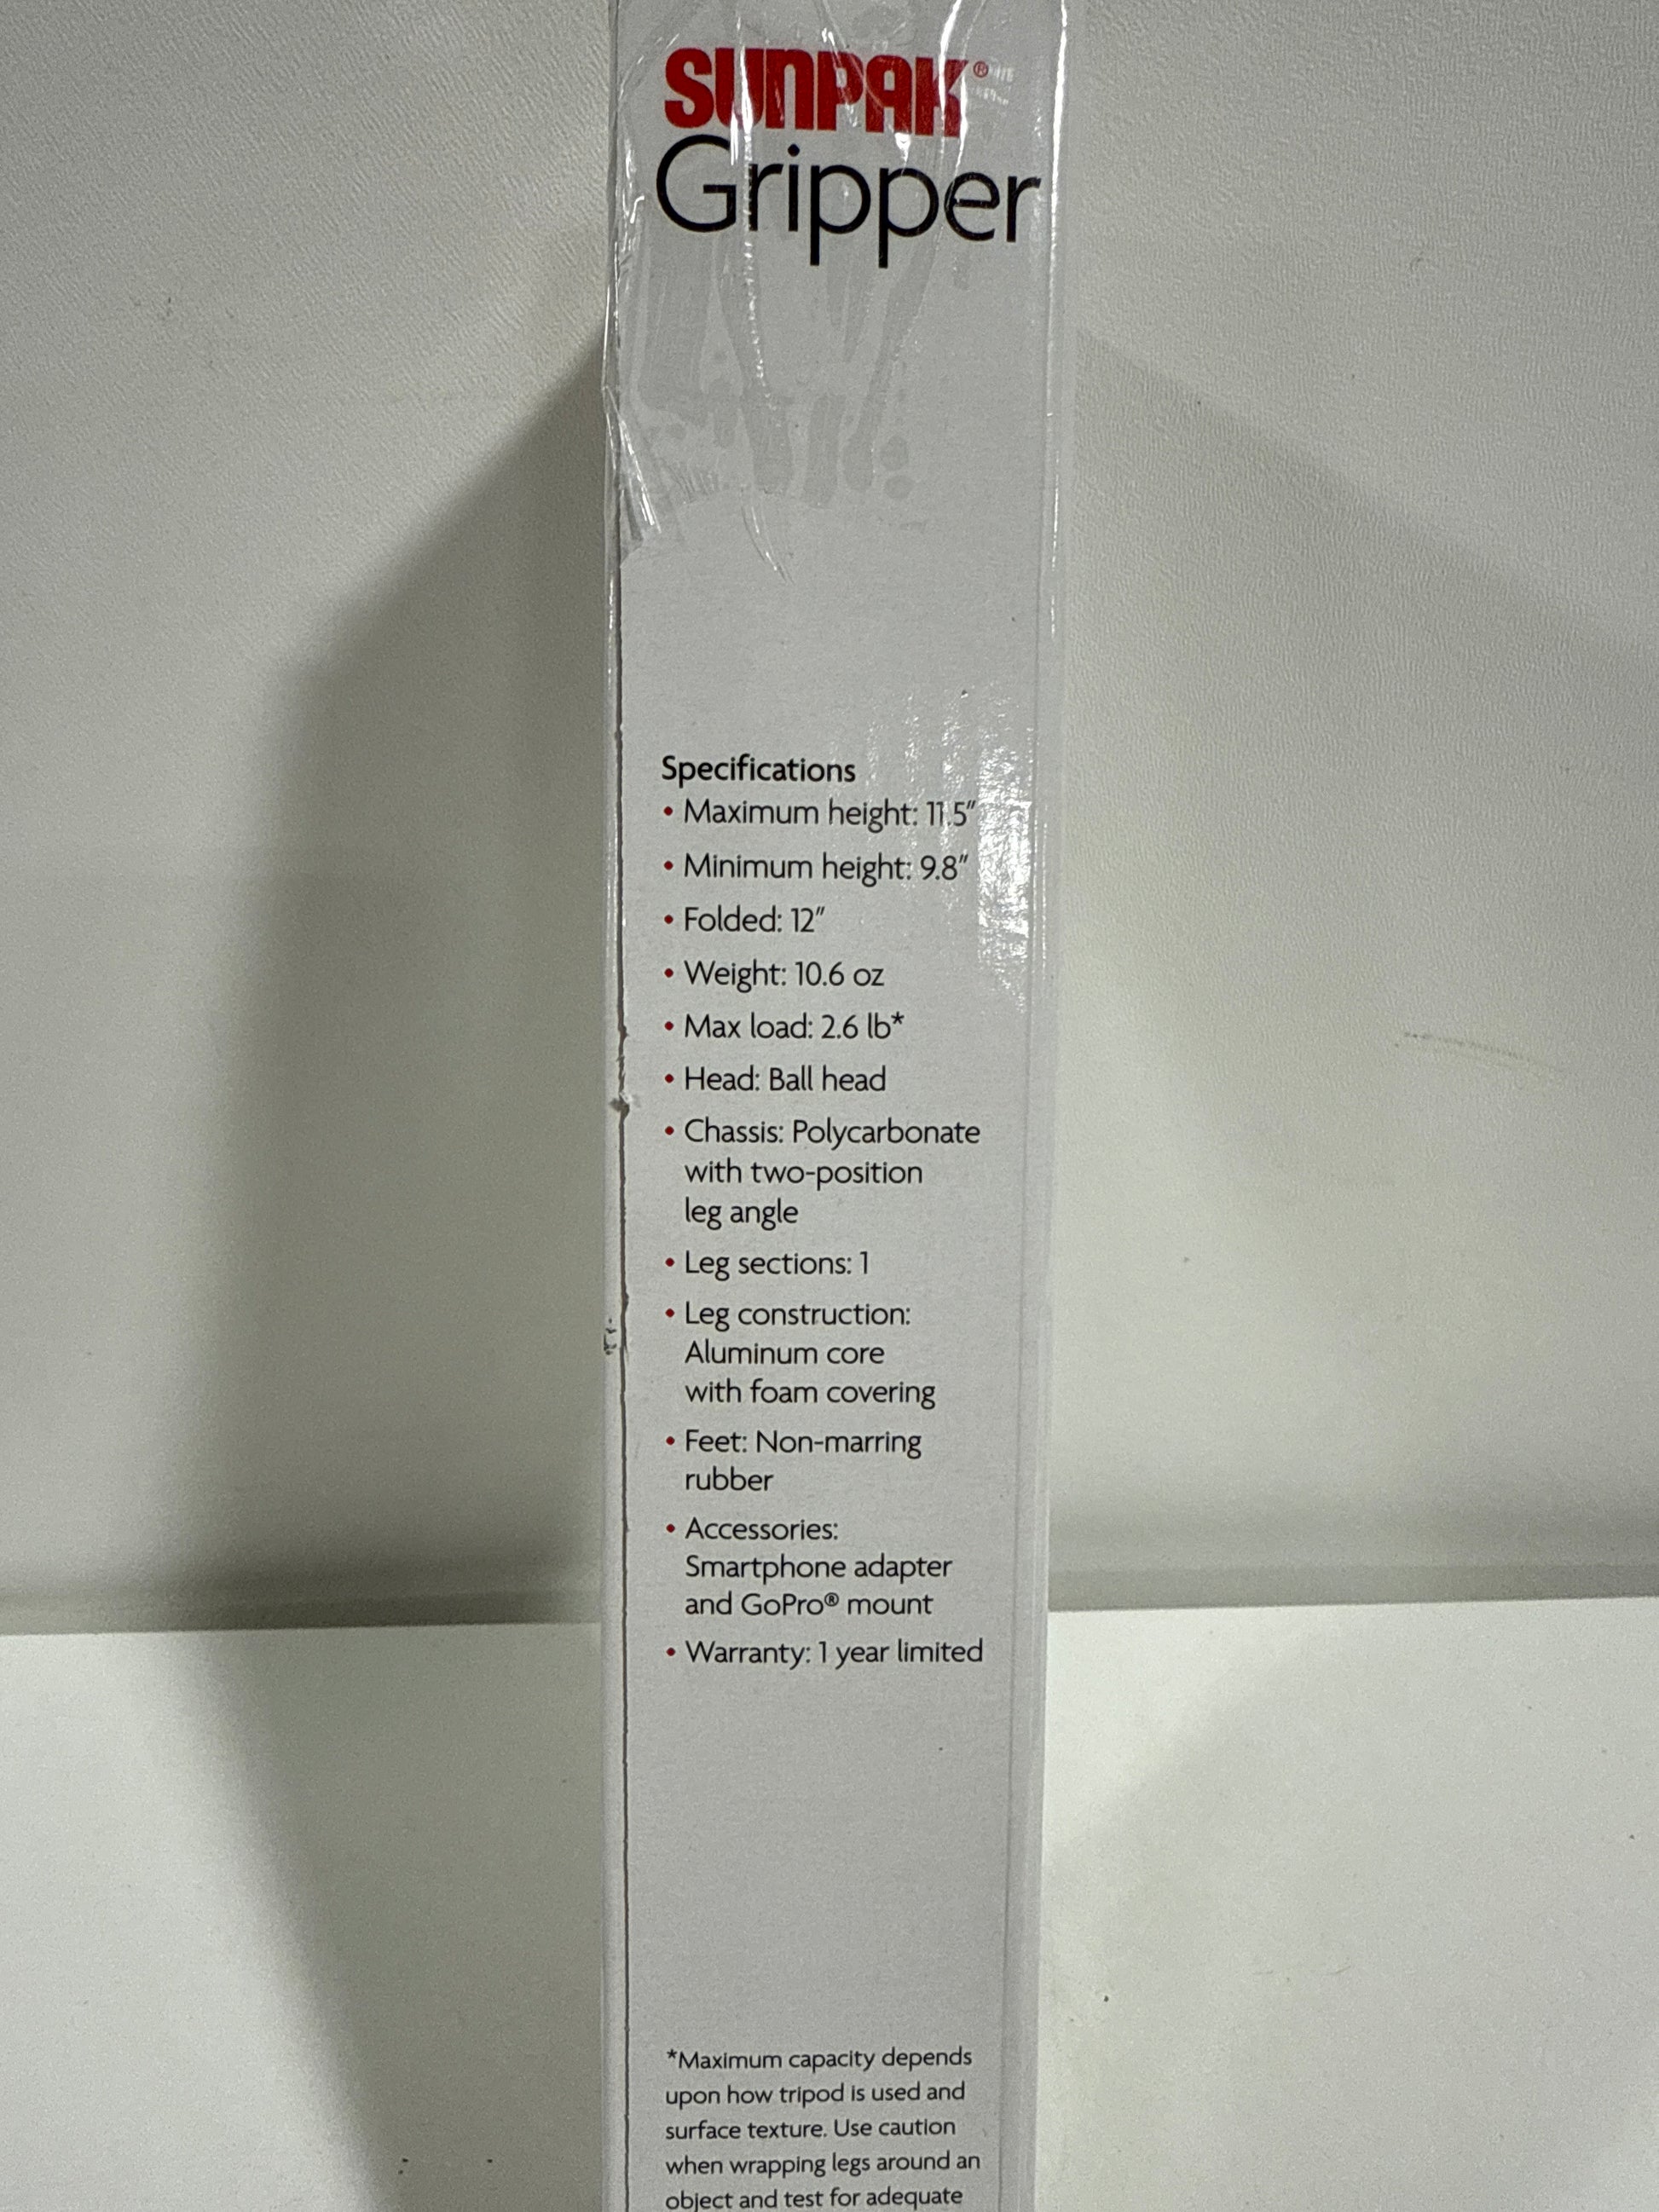 SUNPAK®
Gripper
Specifications
• Maximum height: 11.5"
• Minimum height: 9.8"
• Folded: 12"
• Weight: 10.6 oz
• Max load: 2.6 lb*
• Head: Ball head
• Chassis: Polycarbonate
with two-position
leg angle
• Leg sections: 1
• Leg construction:
Aluminum core
with foam covering
• Feet: Non-marring
rubber
• Accessories:
Smartphone adapter
and GoPro® mount
• Warranty: 1 year limited
*Maximum capacity depends
upon how tripod is used and
surface texture. Use caution
when wrapping legs around an
object and test for adequate